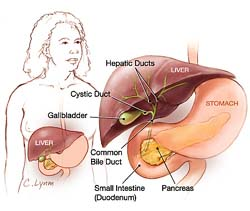 Hepatic Ducts
LIVER
Cystic Duct
STOMACH
Gallbladder
LIVER
Common
Bile Duct
C. Lynm
Small Intestine
(Duodenum)
Pancreas